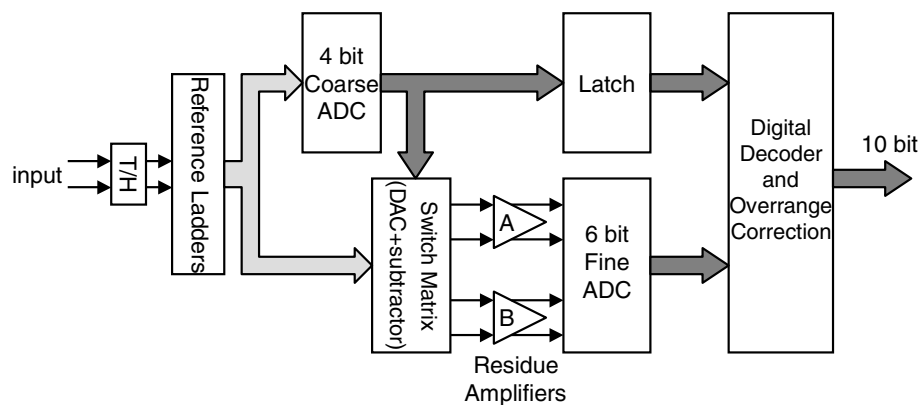 input
T/H
Reference Ladders
4 bit
Coarse
ADC
Latch
Switch Matrix
(DAC+subtractor)
A
B
Residue
Amplifiers
6 bit
Fine
ADC
Digital
Decoder
and
Overrange
Correction
10 bit